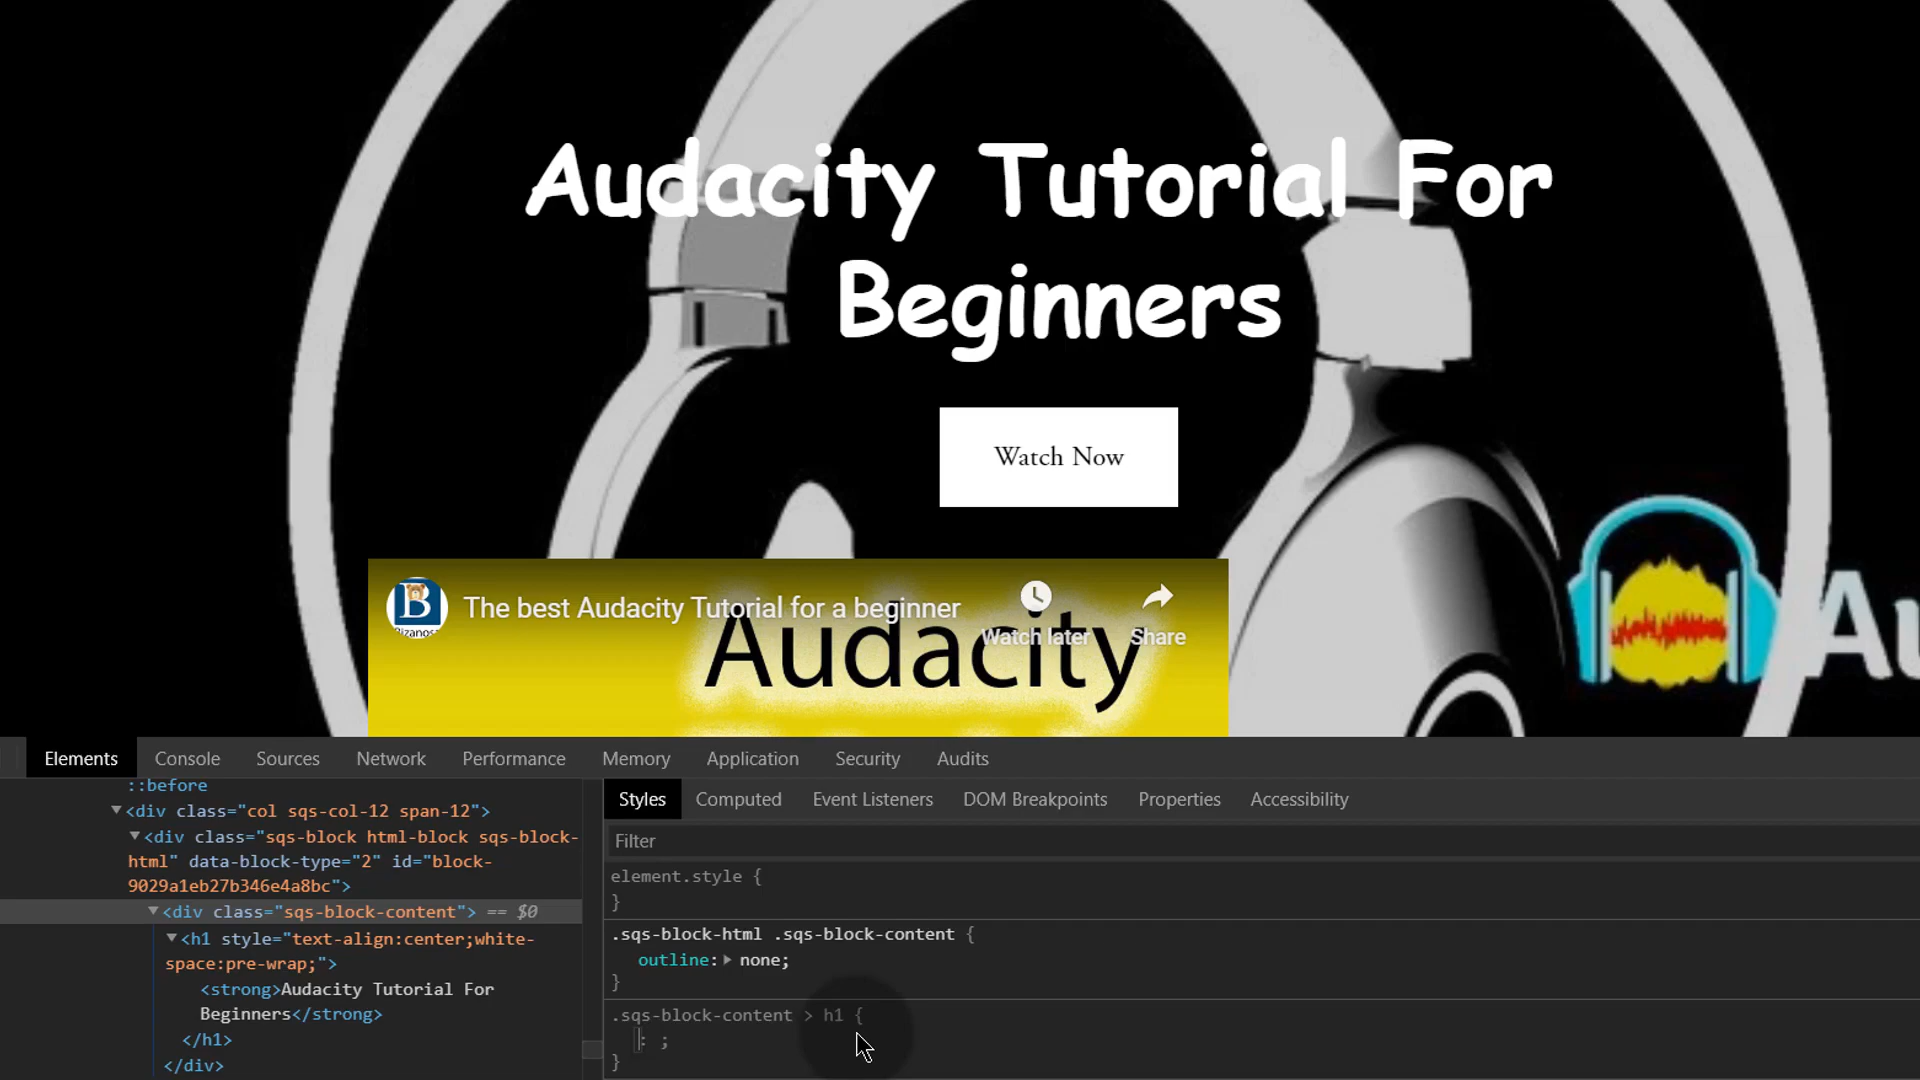 Audacity Tutorial For
Beginners
Watch Now
The best Audacity Tutorial for a beginner
Watch later
Share
Audacity
Elements Console Sources Network Performance Memory Application Security Audits
::before
<div class="col sqs-col-12 span-12">
<div class="sqs-block html-block sqs-block-
html" data-block-type="2" id="block-
9029a1eb27b346e4a8bc">
<div class="sqs-block-content"> == $0
<h1 style="text-align:center;white-
space:pre-wrap;">
<strong>Audacity Tutorial For
Beginners</strong>
</h1>
</div>
Styles Computed Event Listeners DOM Breakpoints Properties Accessibility
Filter
element.style {
}
.sqs-block-html .sqs-block-content {
outline: none;
}
.sqs-block-content > h1 {
: ;
}